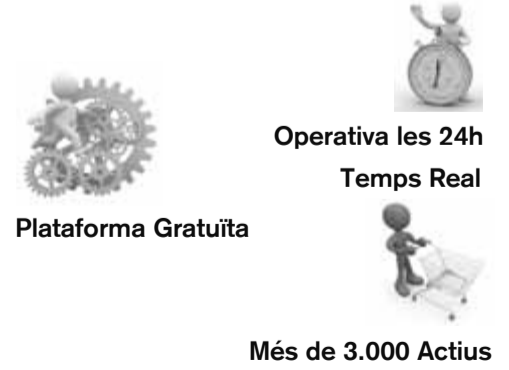 Operativa les 24h
Temps Real
Plataforma Gratuïta
Més de 3.000 Actius